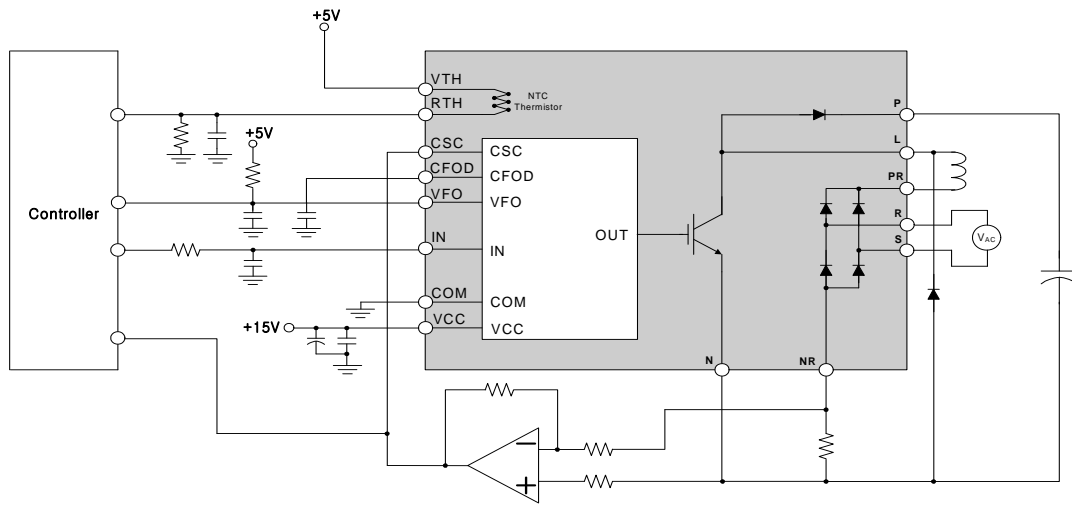 +5V
VTH
NTC
Thermistor
RTH
P
+5V
CSC
CSC
L
CFOD
CFOD
PR
Controller
VFO
VFO
R
OUT
VAC
IN
IN
S
COM
COM
+15V
VCC
VCC
N
NR
−
+